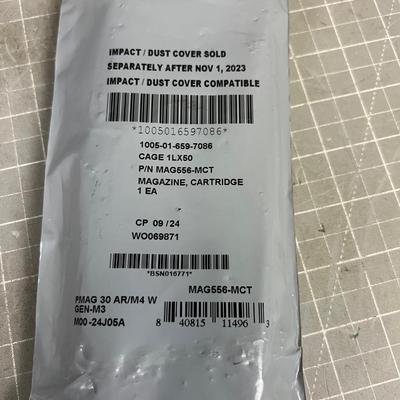 IMPACT / DUST COVER SOLD
SEPARATELY AFTER NOV 1, 2023
IMPACT / DUST COVER COMPATIBLE
*1005016597086*
1005-01-659-7086
CAGE 1LX50
P/N MAG556-MCT
MAGAZINE, CARTRIDGE
1 EA
CP 09/24
WO069871
*BSN016771*
MAG556-MCT
PMAG 30 AR/M4 W
GEN-M3
M00-24J05A
8 40815 11496 3